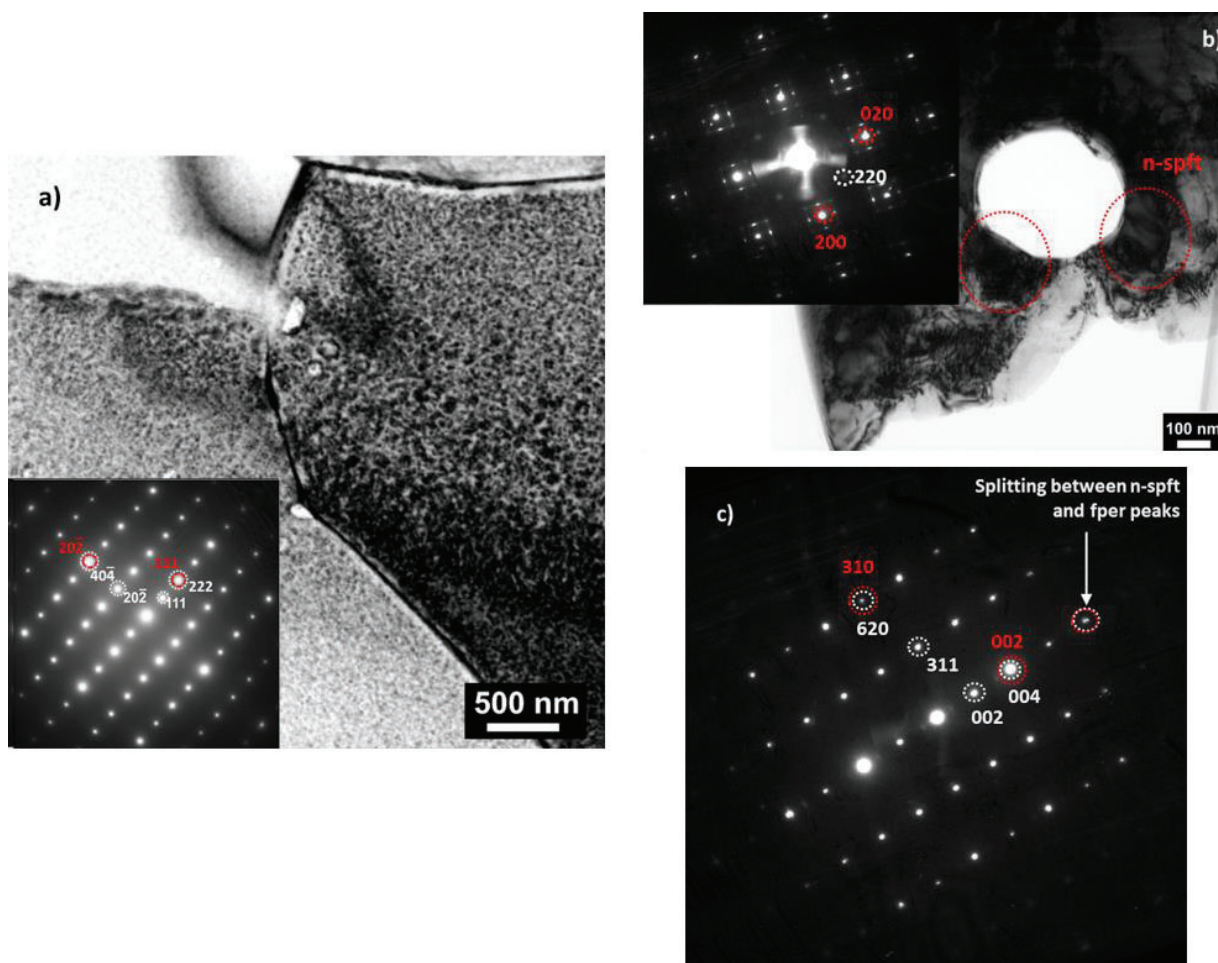 a)
202̅
404̅
202̅
222
111
500 nm
b)
020
220
200
n-spft
100 nm
c)
Splitting between n-spft
and fper peaks
310
620
311
002
004
002